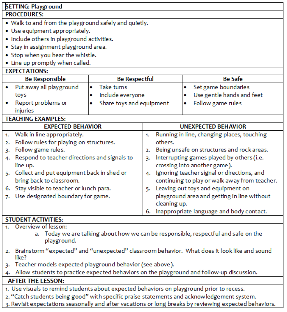 SETTING: Playground
PROCEDURES:
• Walk to and from the playground safely and quietly.
• Use equipment appropriately.
• Include others in playground activities.
• Stay in assignment playground area.
• Stop when you hear the whistle.
• Line up promptly when called.
EXPECTATIONS:
Be Responsible
• Put away all playground toys
• Report problems or injuries
Be Respectful
• Take turns
• Include everyone
• Share toys and equipment
Be Safe
• Set game boundaries
• Use gentle hands and feet
• Follow game rules
TEACHING EXAMPLES:
EXPECTED BEHAVIOR
1. Walk in line appropriately.
2. Follow rules for playing on structures.
3. Follow game rules.
4. Respond to teacher directions and signals to
line up.
5. Collect and put equipment back in shed or
bring back to classroom.
6. Stay visible to teacher or lunch para.
7. Use designated boundary for game.
UNEXPECTED BEHAVIOR
1. Running in line, changing places, touching
others.
2. Being unsafe on structures and rock areas.
3. Interrupting games played by others (i.e.
crossing into another game).
4. Ignoring teacher signal or directions, and
continuing to play or walk away from teacher.
5. Leaving out toys and equipment on
playground area and getting in line without
cleaning up.
6. Inappropriate language and body contact.
STUDENT ACTIVITIES:
1. Overview of lesson:
a. Today we are talking about how we can be responsible, respectful and safe on the
playground.
2. Brainstorm "expected" and "unexpected" classroom behavior. What does it look like and sound
like?
3. Teacher models expected playground behavior (see above).
4. Allow students to practice expected behaviors on the playground and follow up discussion.
AFTER THE LESSON:
1. Use visuals to remind students about expected behaviors on playground prior to recess.
2. "Catch students being good" with specific praise statements and acknowledgement system.
3. Revisit expectations seasonally and after vacations or long breaks by reviewing expected behaviors.